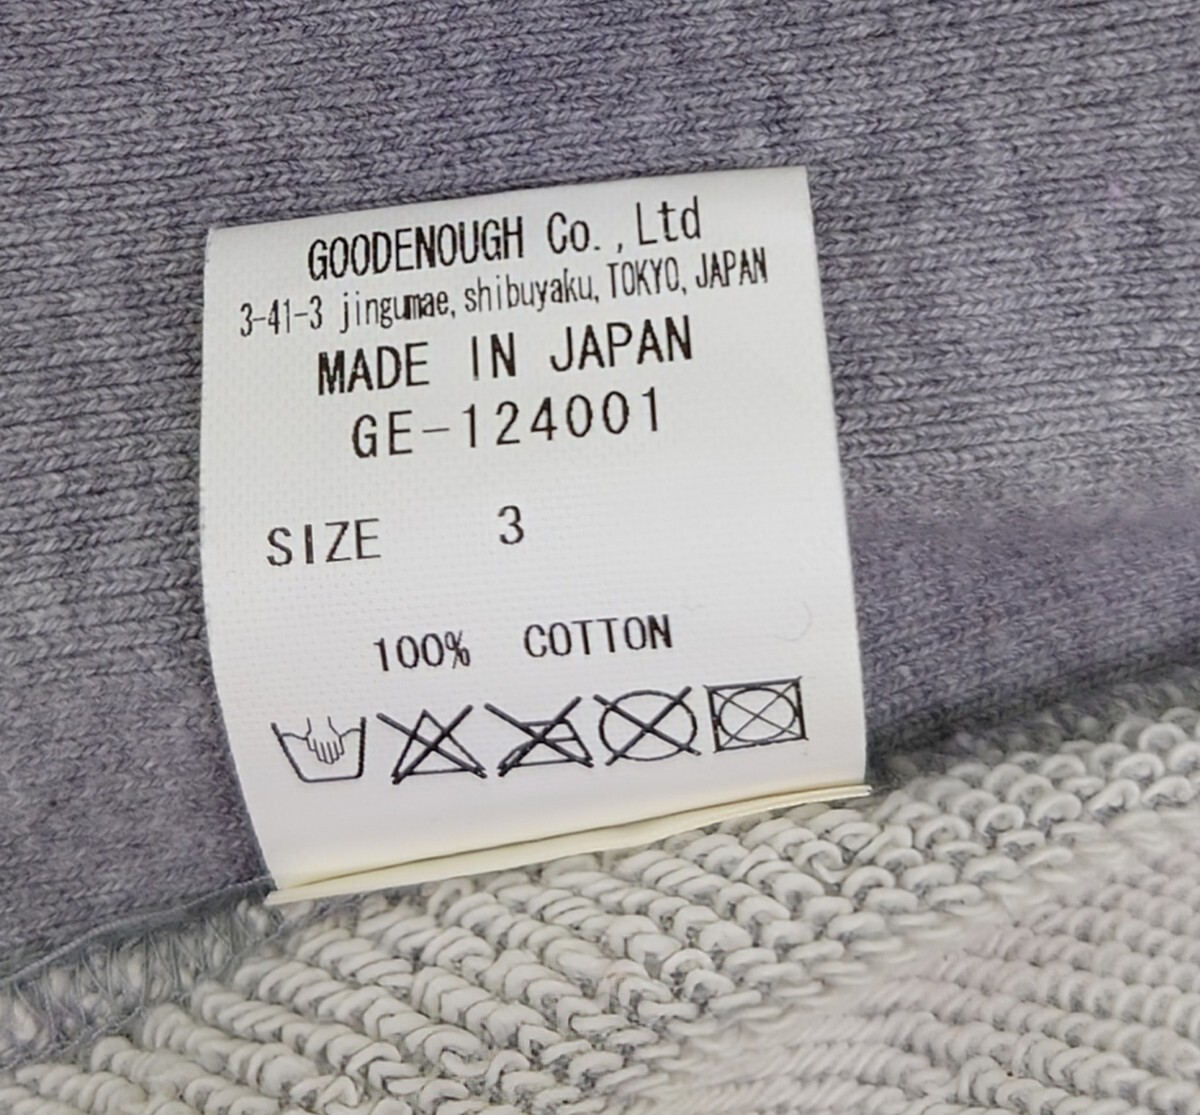 GOODENOUGH Co.,Ltd
3-41-3 jingumae, shibuyaku, TOKYO, JAPAN
MADE IN JAPAN
GE-124001
SIZE 3
100% COTTON